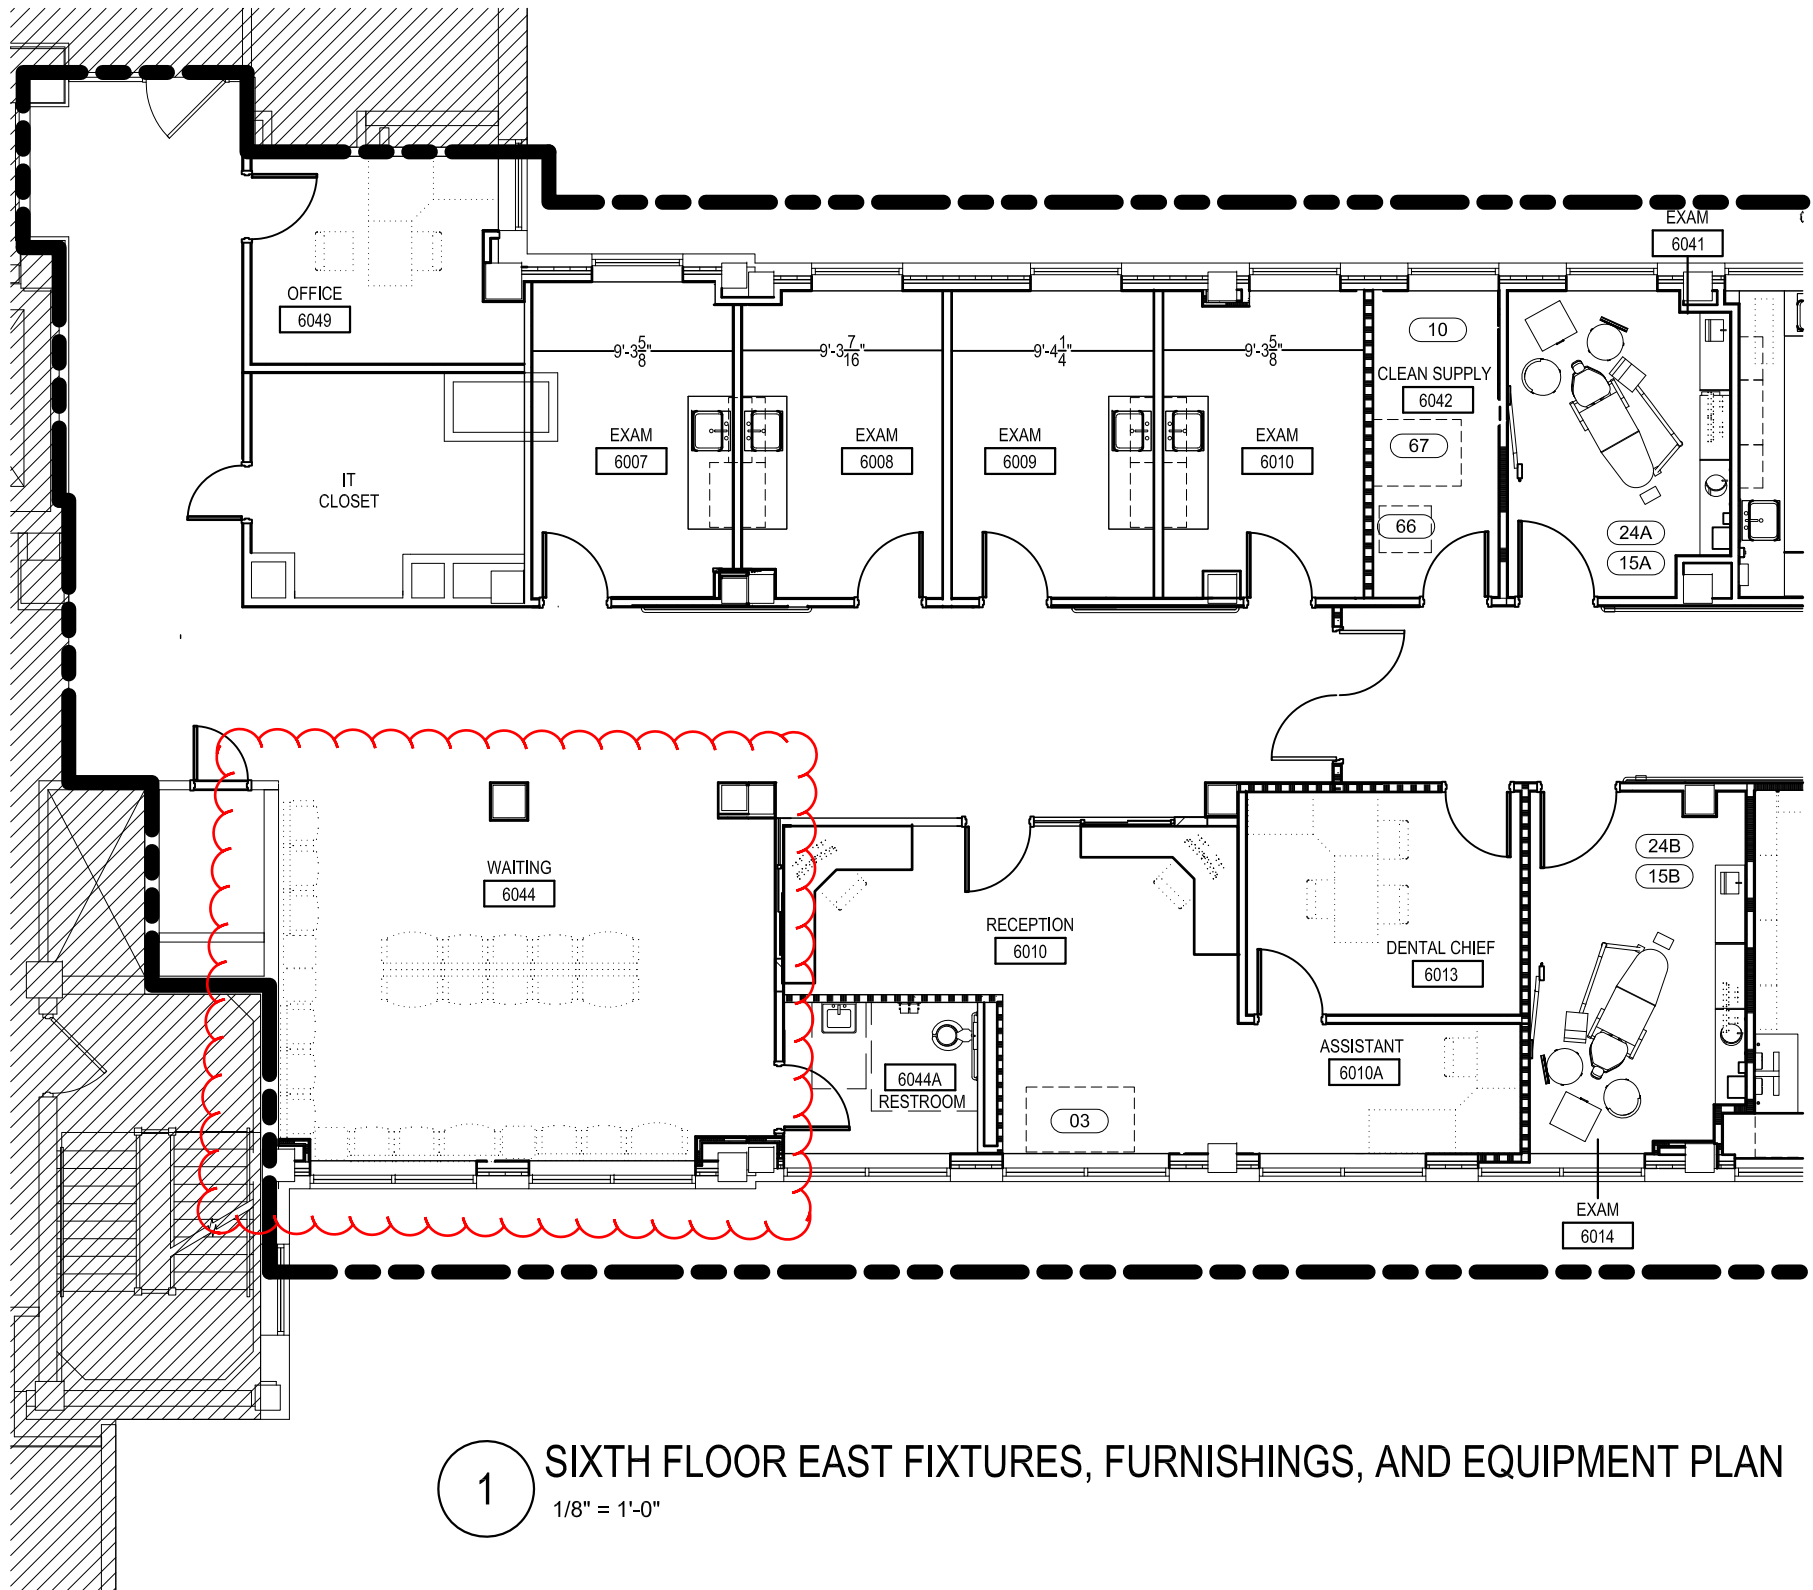 EXAM
6041
OFFICE
6049
9'-3 5/8"
9'-3 7/16"
9'-4 1/4"
9'-3 5/8"
10
CLEAN SUPPLY
6042
EXAM
6007
EXAM
6008
EXAM
6009
EXAM
6010
67
IT
CLOSET
66
24A
15A
WAITING
6044
24B
15B
RECEPTION
6010
DENTAL CHIEF
6013
ASSISTANT
6010A
6044A
RESTROOM
03
EXAM
6014
1
SIXTH FLOOR EAST FIXTURES, FURNISHINGS, AND EQUIPMENT PLAN
1/8" = 1'-0"